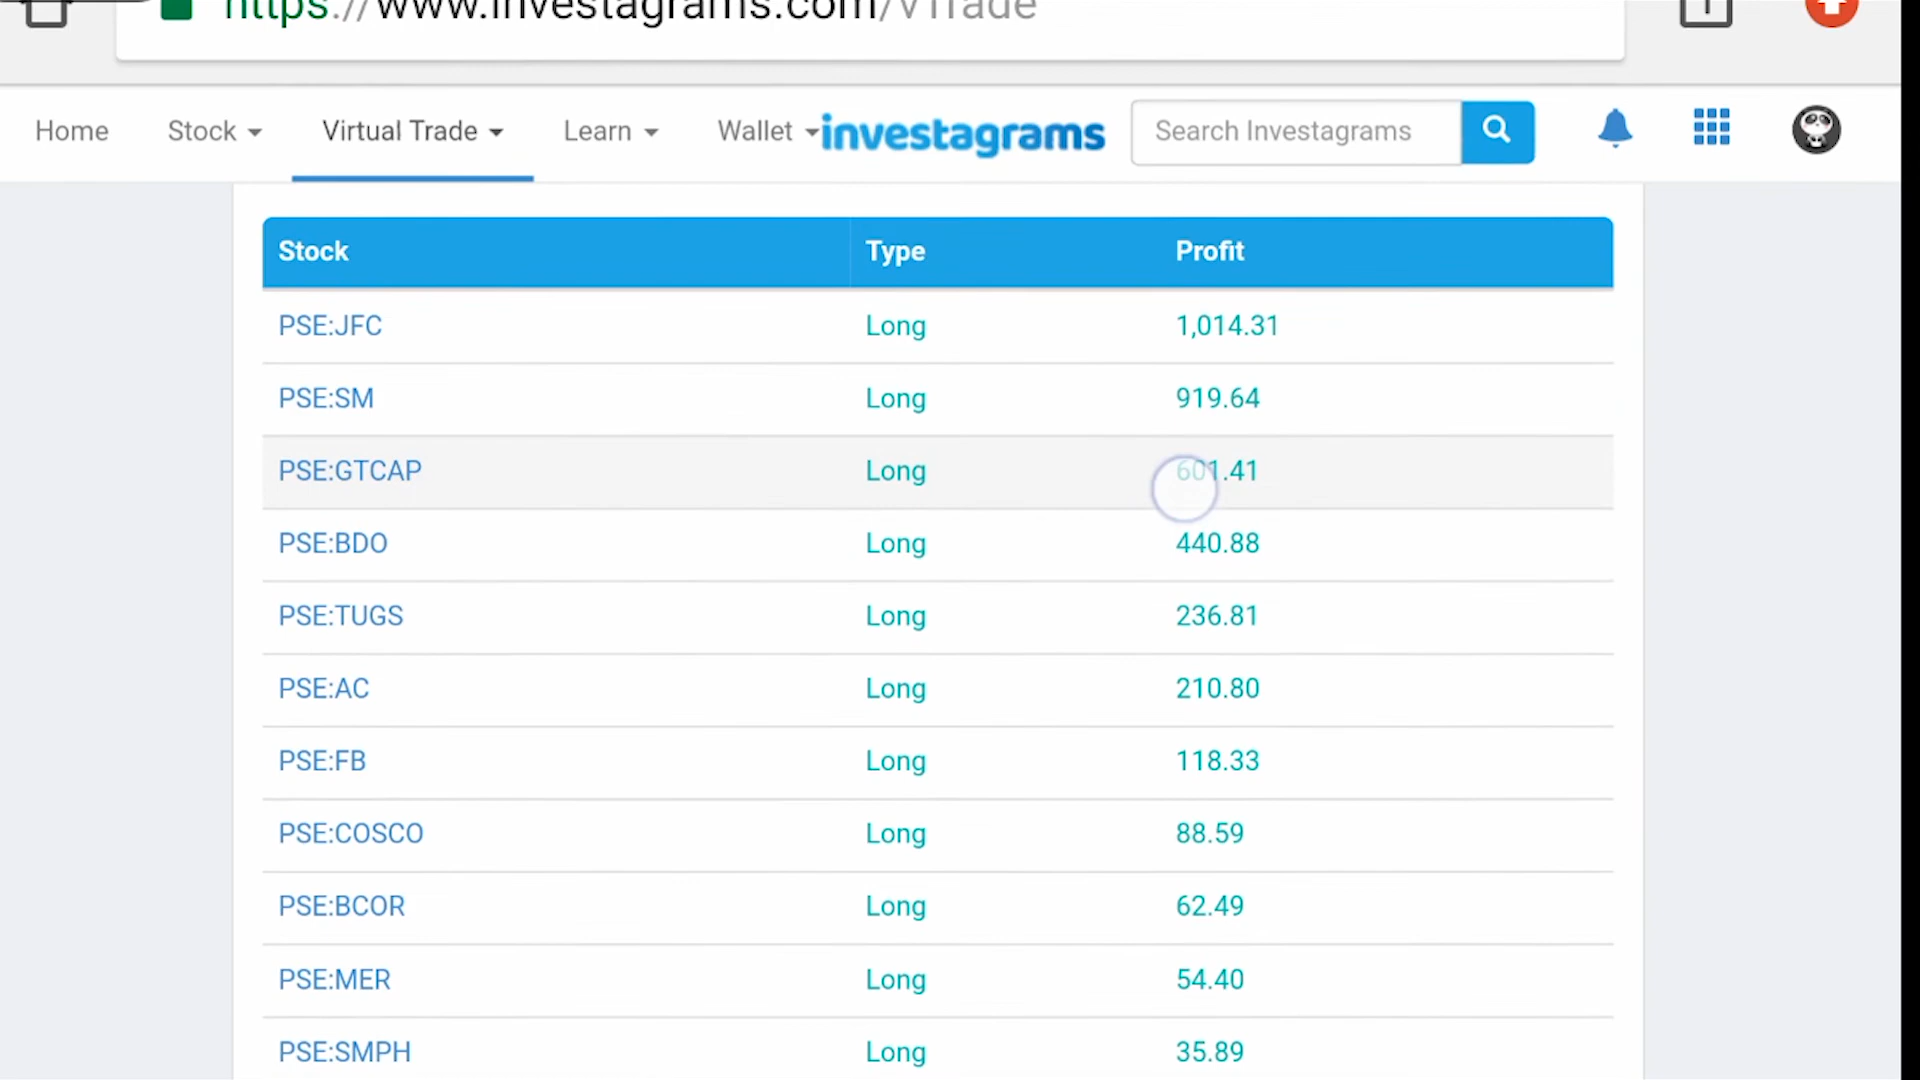 https://www.investagrams.com/VTrade
Home Stock Virtual Trade Learn Wallet investagrams Search Investagrams
Stock Type Profit
PSE:JFC Long 1,014.31
PSE:SM Long 919.64
PSE:GTCAP Long 601.41
PSE:BDO Long 440.88
PSE:TUGS Long 236.81
PSE:AC Long 210.80
PSE:FB Long 118.33
PSE:COSCO Long 88.59
PSE:BCOR Long 62.49
PSE:MER Long 54.40
PSE:SMPH Long 35.89